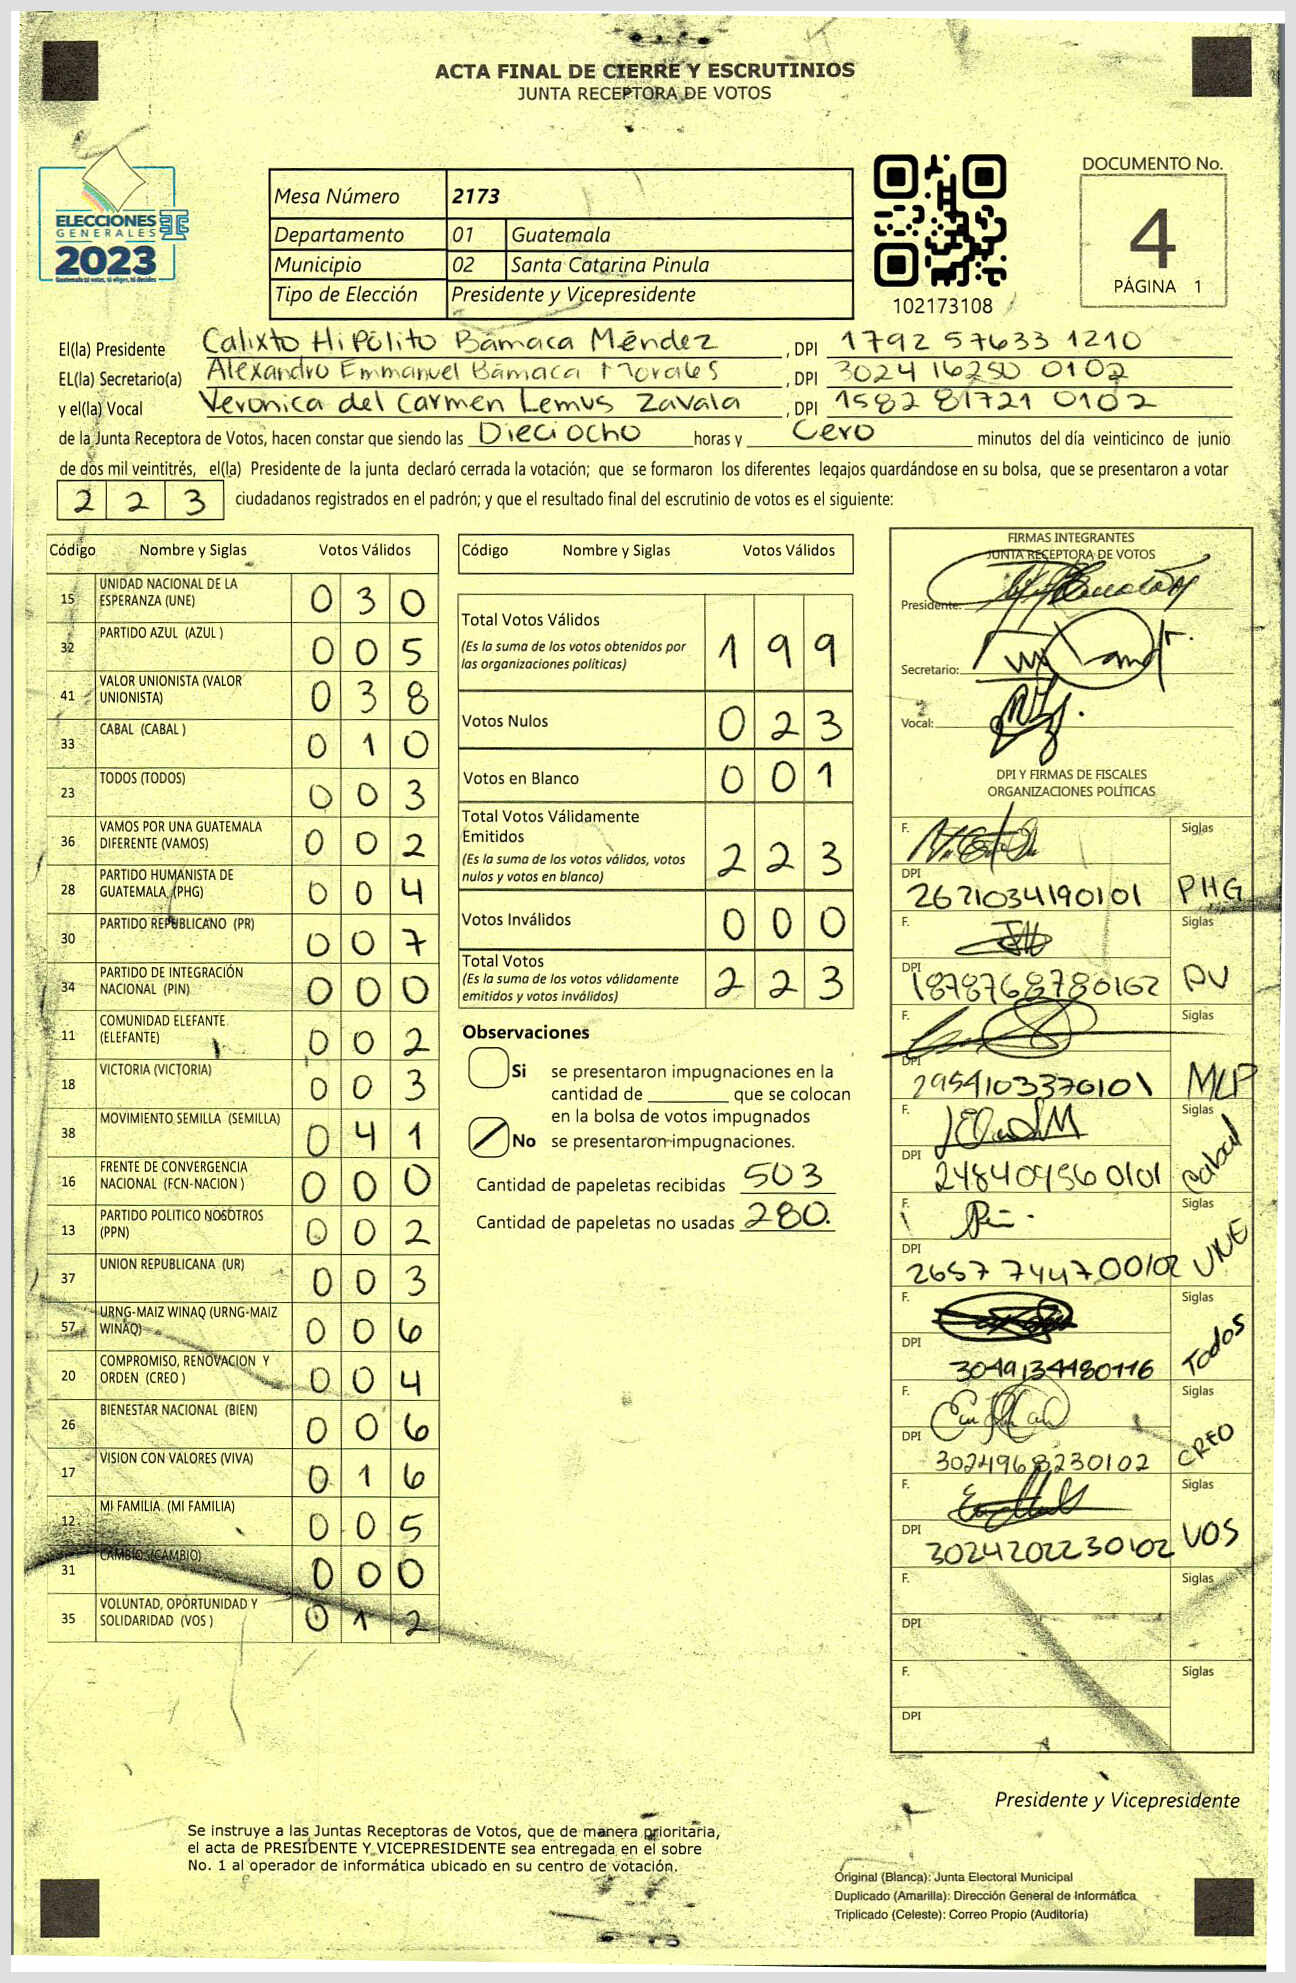 ACTA FINAL DE CIERRE Y ESCRUTINIOS
JUNTA RECEPTORA DE VOTOS
ELECCIONES
GENERALES
2023
Mesa Número 2173
Departamento 01 Guatemala
Municipio 02 Santa Catarina Pinula
Tipo de Elección Presidente y Vicepresidente
102173108
DOCUMENTO No.
4
PÁGINA 1
El(la) Presidente Calixto Hipólito Bámaca Méndez , DPI 1792 57633 1210
EL(la) Secretario(a) Alexandro Emmanuel Bámaca Morales , DPI 3024 16250 0102
y el(la) Vocal Veronica del Carmen Lemus Zavala , DPI 1582 81721 0102
de la Junta Receptora de Votos, hacen constar que siendo las Dieciocho horas y Cero minutos del día veinticinco de junio
de dos mil veintitrés, el(la) Presidente de la junta declaró cerrada la votación; que se formaron los diferentes legajos guardándose en su bolsa, que se presentaron a votar
2 2 3 ciudadanos registrados en el padrón; y que el resultado final del escrutinio de votos es el siguiente:
Código Nombre y Siglas Votos Válidos
15 UNIDAD NACIONAL DE LA ESPERANZA (UNE) 0 3 0
32 PARTIDO AZUL (AZUL ) 0 0 5
41 VALOR UNIONISTA (VALOR UNIONISTA) 0 3 8
33 CABAL (CABAL ) 0 1 0
23 TODOS (TODOS) 0 0 3
36 VAMOS POR UNA GUATEMALA DIFERENTE (VAMOS) 0 0 2
28 PARTIDO HUMANISTA DE GUATEMALA (PHG) 0 0 4
30 PARTIDO REPUBLICANO (PR) 0 0 7
34 PARTIDO DE INTEGRACIÓN NACIONAL (PIN) 0 0 0
11 COMUNIDAD ELEFANTE (ELEFANTE) 0 0 2
18 VICTORIA (VICTORIA) 0 0 3
38 MOVIMIENTO SEMILLA (SEMILLA) 0 4 1
16 FRENTE DE CONVERGENCIA NACIONAL (FCN-NACION ) 0 0 0
13 PARTIDO POLITICO NOSOTROS (PPN) 0 0 2
37 UNION REPUBLICANA (UR) 0 0 3
57 URNG-MAIZ WINAQ (URNG-MAIZ WINAQ) 0 0 6
20 COMPROMISO, RENOVACION Y ORDEN (CREO ) 0 0 4
26 BIENESTAR NACIONAL (BIEN) 0 0 6
17 VISION CON VALORES (VIVA) 0 1 6
12 MI FAMILIA (MI FAMILIA) 0 0 5
31 CAMBIO (CAMBIO) 0 0 0
35 VOLUNTAD, OPORTUNIDAD Y SOLIDARIDAD (VOS ) 0 1 2
Código Nombre y Siglas Votos Válidos
Total Votos Válidos 1 9 9
(Es la suma de los votos obtenidos por
las organizaciones políticas)
Votos Nulos 0 2 3
Votos en Blanco 0 0 1
Total Votos Válidamente
Emitidos 2 2 3
(Es la suma de los votos válidos, votos
nulos y votos en blanco)
Votos Inválidos 0 0 0
Total Votos 2 2 3
(Es la suma de los votos válidamente
emitidos y votos inválidos)
Observaciones
Si se presentaron impugnaciones en la
cantidad de ________ que se colocan
en la bolsa de votos impugnados
No se presentaron impugnaciones.
Cantidad de papeletas recibidas 503
Cantidad de papeletas no usadas 280.
FIRMAS INTEGRANTES
JUNTA RECEPTORA DE VOTOS
Presidente:
Secretario:
Vocal:
DPI Y FIRMAS DE FISCALES
ORGANIZACIONES POLÍTICAS
F. Siglas
DPI 2671034190101 PHG
F. Siglas
DPI 1878768780102
F. Siglas
DPI 2954103370101 MLP
F. Siglas
DPI Cabal
F. Siglas
DPI 2657 74470 0102 UNE
F. Siglas
DPI 3049134480116 Todos
F. Siglas
DPI 3024968230102 CREO
F. Siglas
DPI 3024202230102 VOS
F. Siglas
DPI
F. Siglas
DPI
Presidente y Vicepresidente
Se instruye a las Juntas Receptoras de Votos, que de manera prioritaria,
el acta de PRESIDENTE Y VICEPRESIDENTE sea entregada en el sobre
No. 1 al operador de informática ubicado en su centro de votación.
Original (Blanca): Junta Electoral Municipal
Duplicado (Amarilla): Dirección General de Informática
Triplicado (Celeste): Correo Propio (Auditoría)